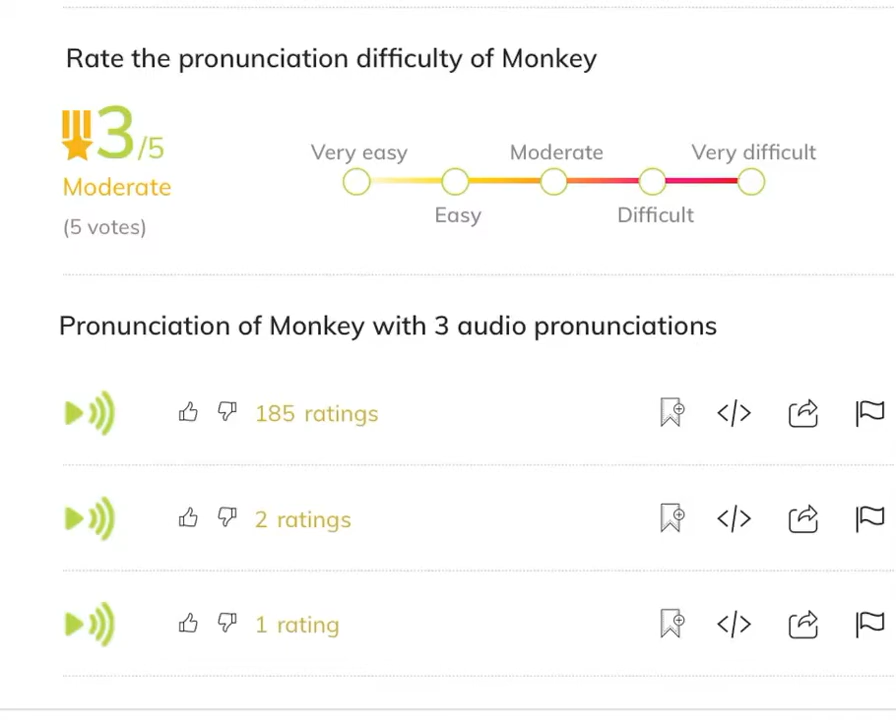 Rate the pronunciation difficulty of Monkey
3/5
Moderate
(5 votes)
Very easy
Easy
Moderate
Difficult
Very difficult
Pronunciation of Monkey with 3 audio pronunciations
185 ratings
2 ratings
1 rating